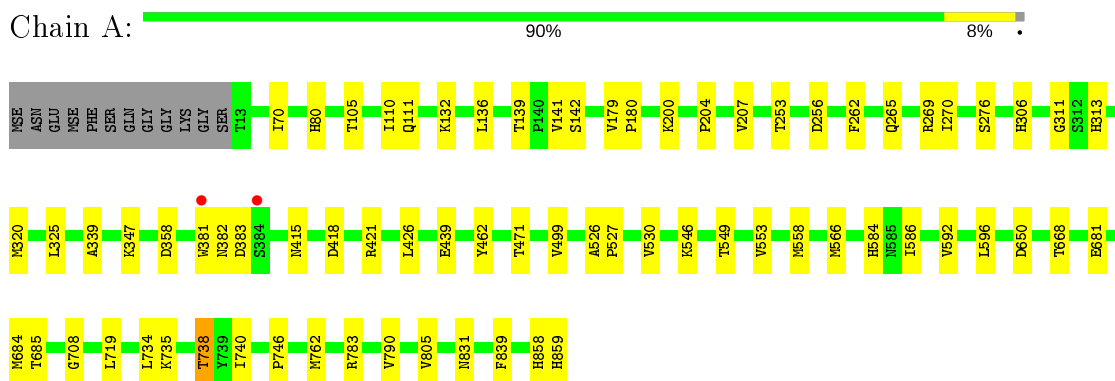 Chain A:
90% 8% •
MSE ASN GLU MSE PHE SER GLN GLY GLY LYS GLY SER T13 I70 H80 T105 I110 Q111 K132 L136 T139 P140 V141 S142 V179 P180 K200 P204 V207 T253 D256 F262 Q265 R269 I270 S276 H306 G311 S312 H313
M320 L325 A339 K347 D358 W381 N382 D383 S384 N415 D418 R421 L426 E439 Y462 T471 V499 A526 P527 V530 K546 T549 V553 M558 M566 H584 N585 I586 V592 L596 D650 T668 E681
M684 T685 G708 L719 L734 K735 T738 Y739 I740 P746 M762 R783 V790 V805 N831 F839 H858 H859